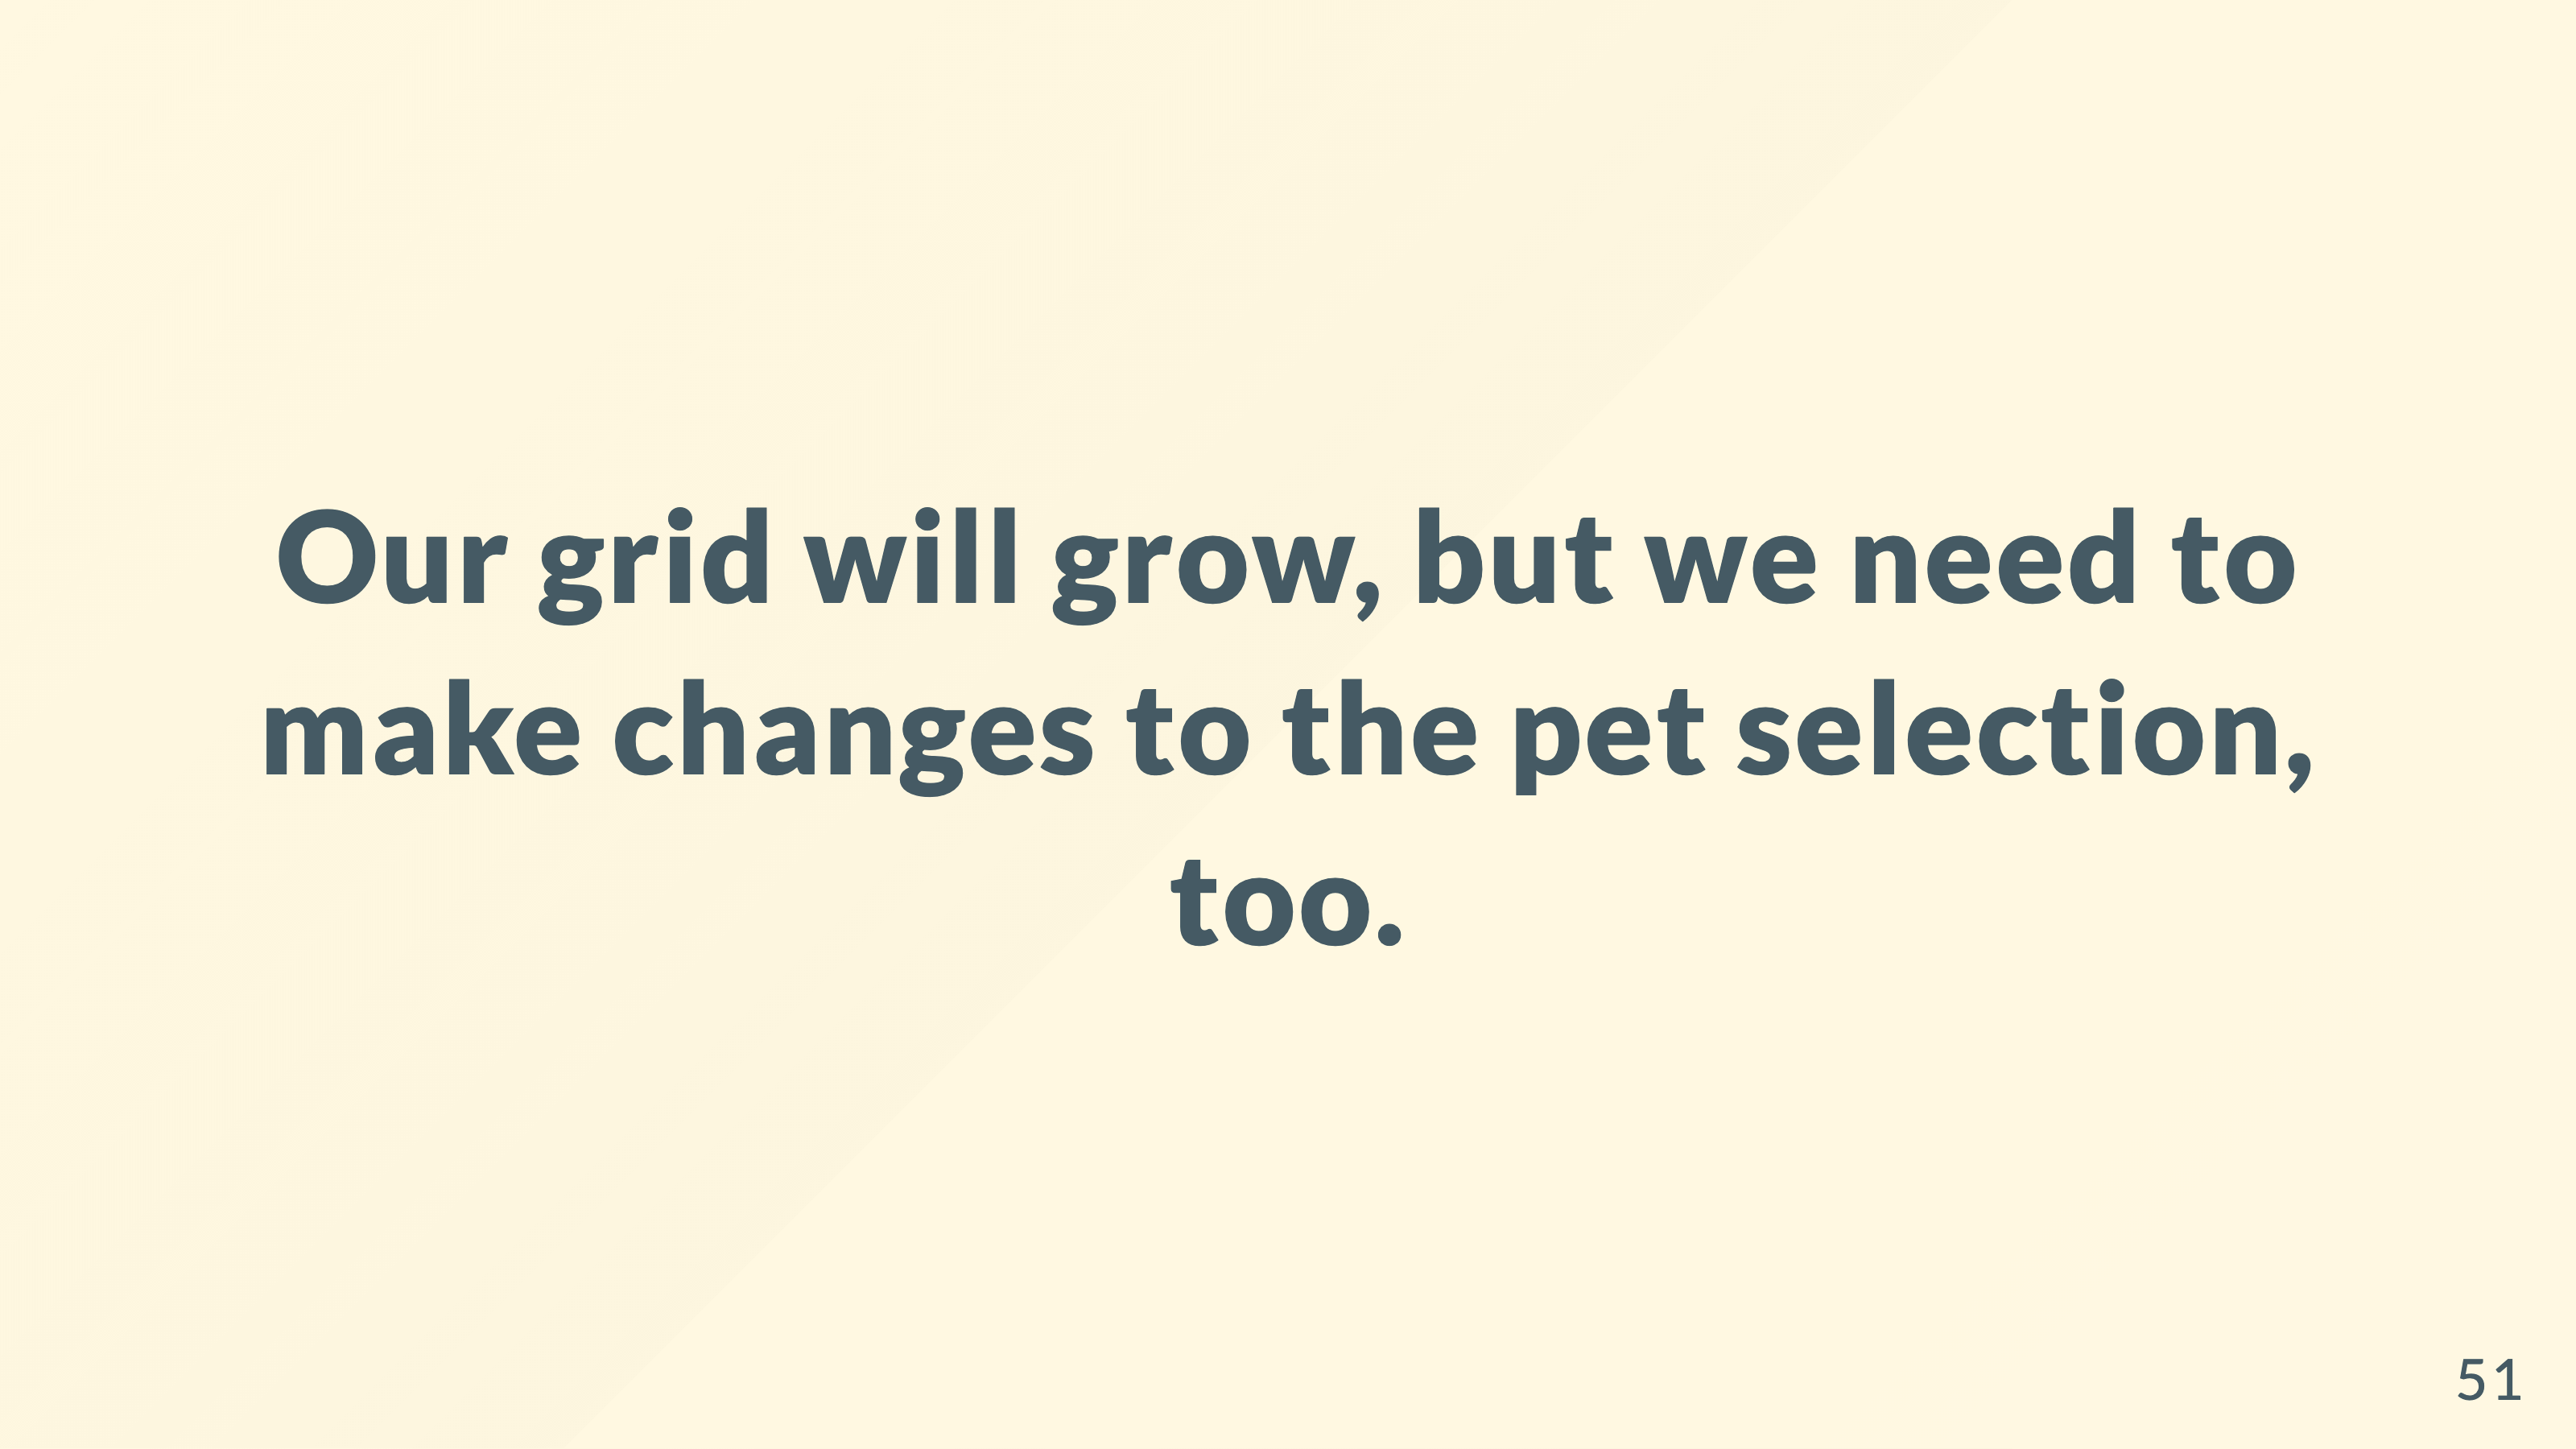 Our grid will grow, but we need to
make changes to the pet selection,
too.
51